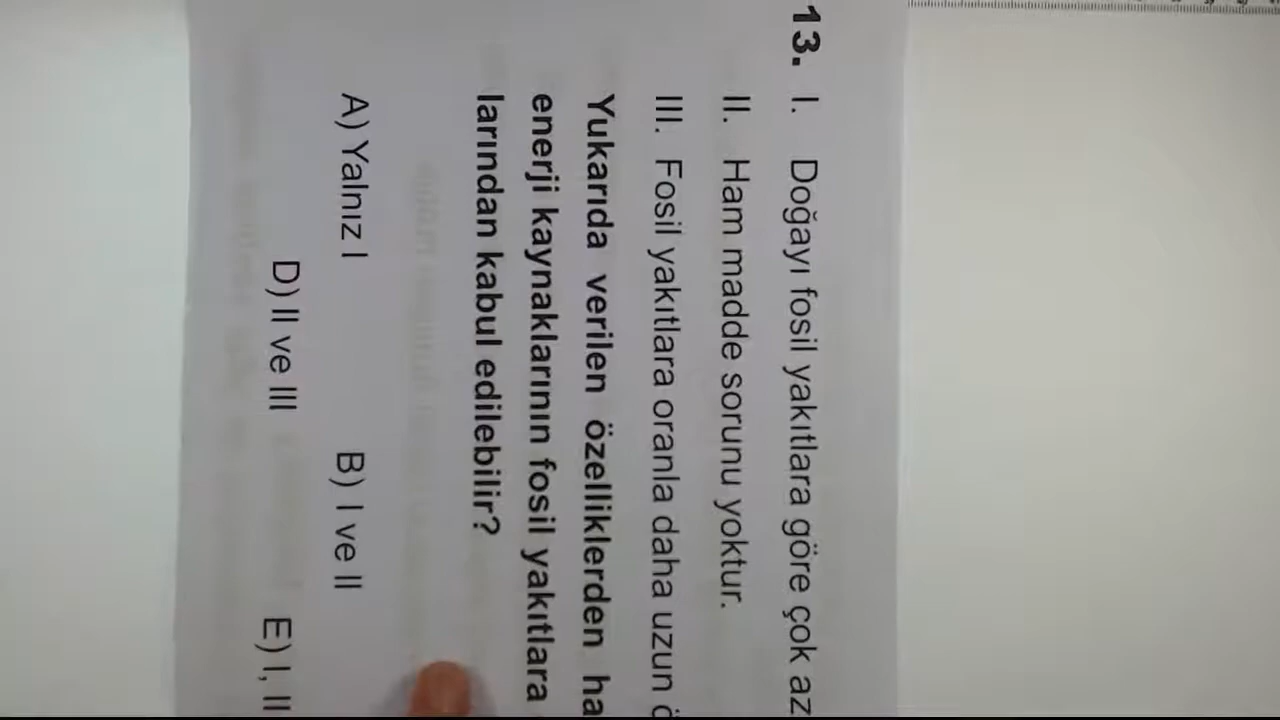 13. I. Doğayı fosil yakıtlara göre çok az
II. Ham madde sorunu yoktur.
III. Fosil yakıtlara oranla daha uzun
Yukarıda verilen özelliklerden ha
enerji kaynaklarının fosil yakıtlara
larından kabul edilebilir?
A) Yalnız I B) I ve II
D) II ve III E) I, II